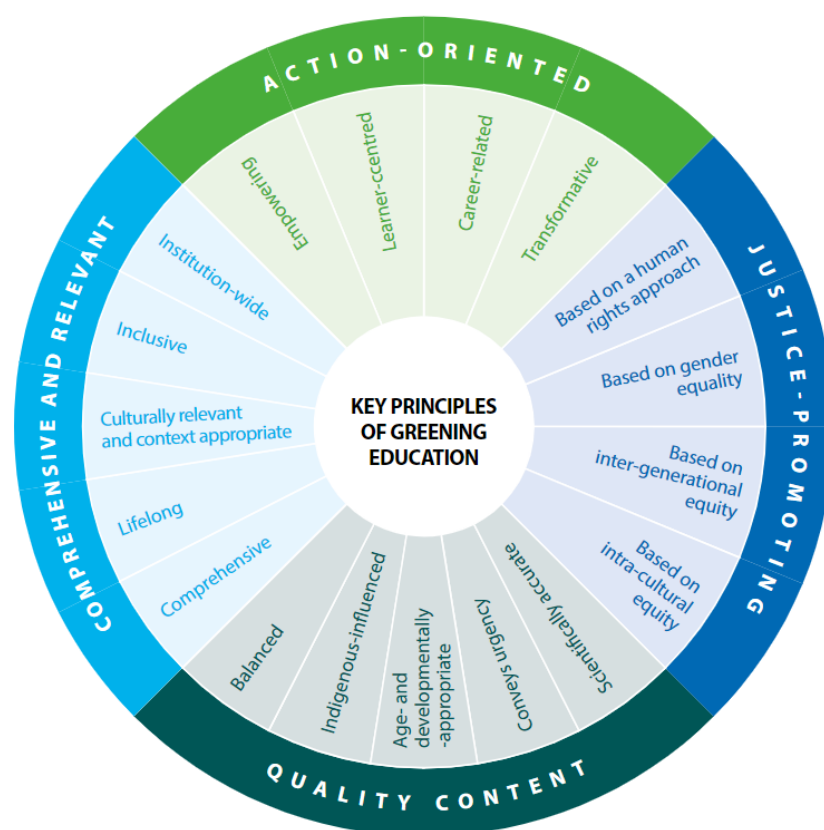 ACTION-ORIENTED
Empowering
Learner-ccentred
Career-related
Transformative
JUSTICE-PROMOTING
Based on a human
rights approach
Based on gender
equality
Based on
inter-generational
equity
Based on
intra-cultural
equity
QUALITY CONTENT
Scientifically accurate
Conveys urgency
Age- and
developmentally
-appropriate
Indigenous-influenced
Balanced
COMPREHENSIVE AND RELEVANT
Comprehensive
Lifelong
Culturally relevant
and context appropriate
Inclusive
Institution-wide
KEY PRINCIPLES
OF GREENING
EDUCATION